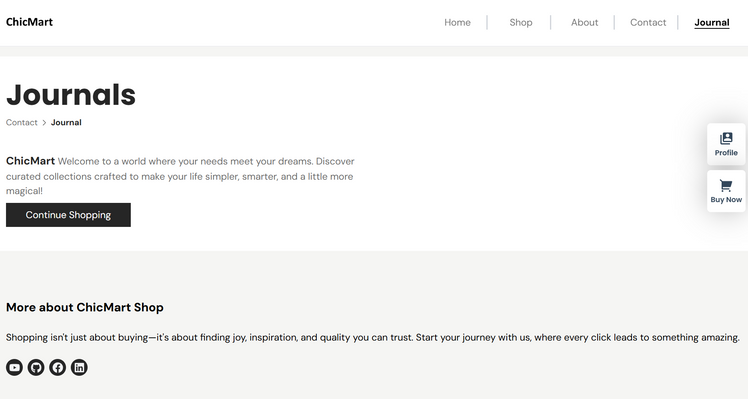 ChicMart
Home
Shop
About
Contact
Journal
Journals
Contact > Journal
Profile
ChicMart Welcome to a world where your needs meet your dreams. Discover
curated collections crafted to make your life simpler, smarter, and a little more
magical!
Buy Now
Continue Shopping
More about ChicMart Shop
Shopping isn't just about buying—it's about finding joy, inspiration, and quality you can trust. Start your journey with us, where every click leads to something amazing.